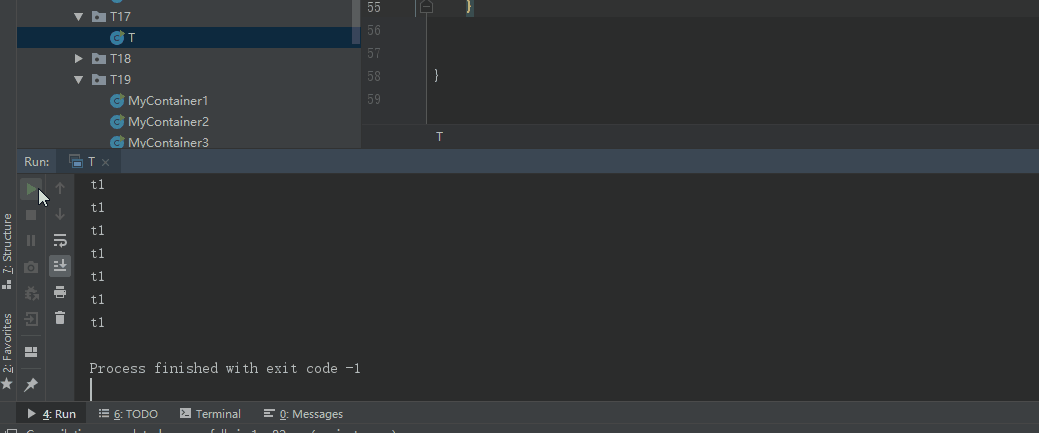 T17
T
T18
T19
MyContainer1
MyContainer2
MyContainer3
55 }
56
57
58 }
59
T
Run: T
t1
t1
t1
t1
t1
t1
t1
Process finished with exit code -1
7: Structure
2: Favorites
4: Run 6: TODO Terminal 0: Messages